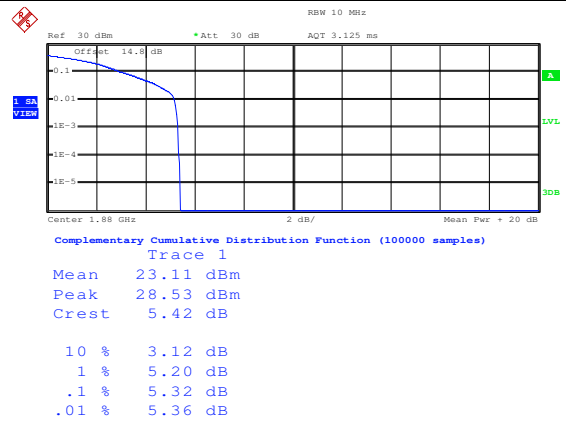 RBW 10 MHz
Ref 30 dBm *Att 30 dB AQT 3.125 ms
Offset 14.8 dB
0.1
A
0.01
1 SA
VIEW
1E-3
LVL
1E-4
1E-5
3DB
Center 1.88 GHz 2 dB/ Mean Pwr + 20 dB
Complementary Cumulative Distribution Function (100000 samples)
Trace 1
Mean 23.11 dBm
Peak 28.53 dBm
Crest 5.42 dB
10 % 3.12 dB
1 % 5.20 dB
.1 % 5.32 dB
.01 % 5.36 dB